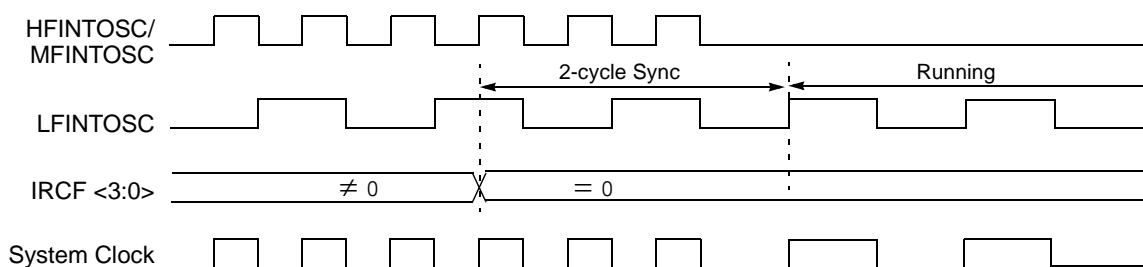 HFINTOSC/
MFINTOSC
2-cycle Sync
Running
LFINTOSC
IRCF <3:0>
≠ 0
= 0
System Clock